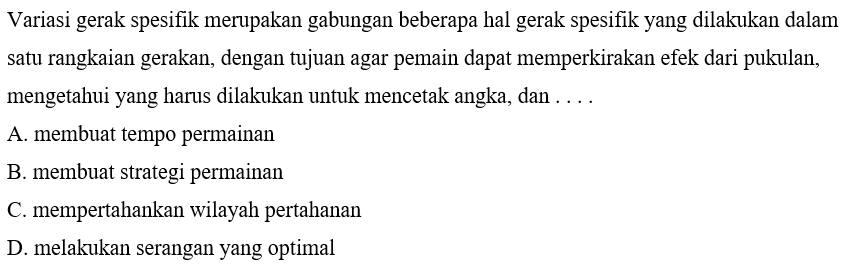 Variasi gerak spesifik merupakan gabungan beberapa hal gerak spesifik yang dilakukan dalam
satu rangkaian gerakan, dengan tujuan agar pemain dapat memperkirakan efek dari pukulan,
mengetahui yang harus dilakukan untuk mencetak angka, dan . . . .
A. membuat tempo permainan
B. membuat strategi permainan
C. mempertahankan wilayah pertahanan
D. melakukan serangan yang optimal